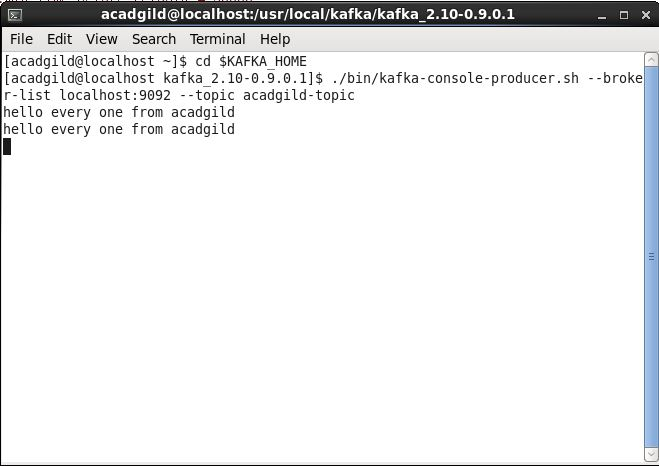 acadgild@localhost:/usr/local/kafka/kafka_2.10-0.9.0.1
File Edit View Search Terminal Help
[acadgild@localhost ~]$ cd $KAFKA_HOME
[acadgild@localhost kafka_2.10-0.9.0.1]$ ./bin/kafka-console-producer.sh --broke
r-list localhost:9092 --topic acadgild-topic
hello every one from acadgild
hello every one from acadgild